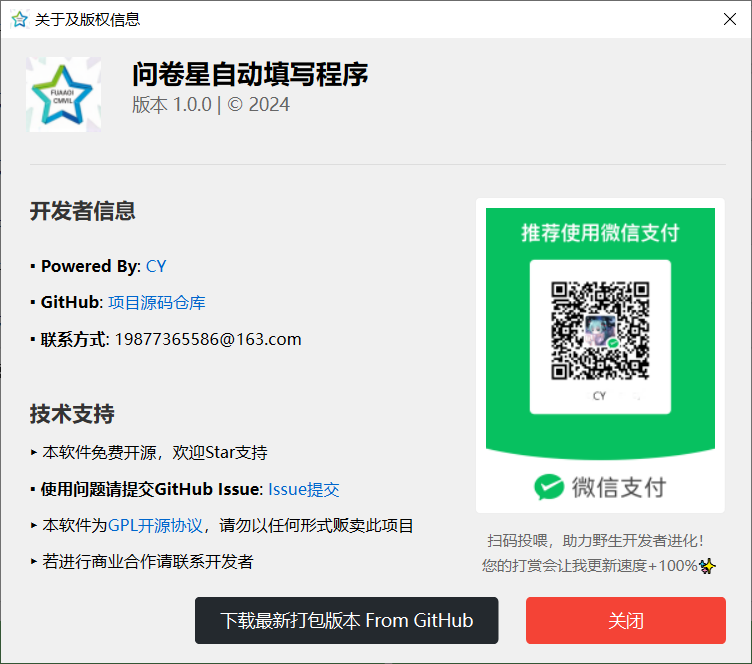 关于及版权信息
FUAAOI
CMVIL
问卷星自动填写程序
版本 1.0.0 | © 2024
开发者信息
▪ Powered By: CY
▪ GitHub: 项目源码仓库
▪ 联系方式: 19877365586@163.com
技术支持
▸ 本软件免费开源，欢迎Star支持
▪ 使用问题请提交GitHub Issue: Issue提交
▸ 本软件为GPL开源协议，请勿以任何形式贩卖此项目
▸ 若进行商业合作请联系开发者
推荐使用微信支付
CY
微信支付
扫码投喂，助力野生开发者进化！
您的打赏会让我更新速度+100%✨
下载最新打包版本 From GitHub
关闭